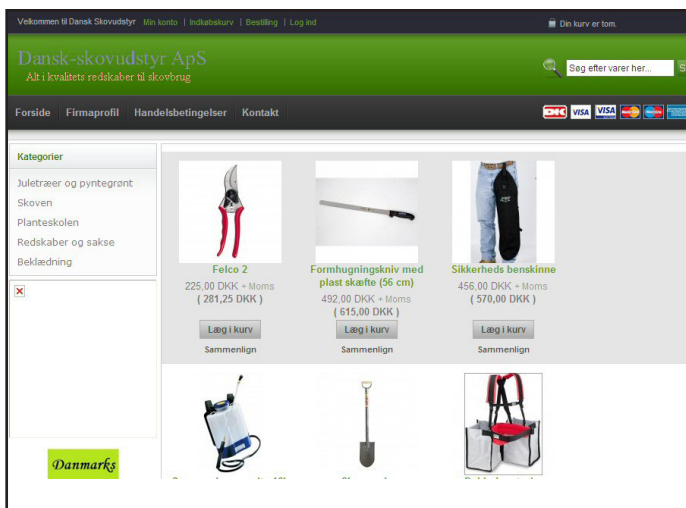 Velkommen til Dansk Skovudstyr Min konto | Indkøbskurv | Bestilling | Log ind
Din kurv er tom.
Dansk-skovudstyr ApS
Alt i kvalitets redskaber til skovbrug
Søg efter varer her...
Forside Firmaprofil Handelsbetingelser Kontakt
VISA VISA
Kategorier
Juletræer og pyntegrønt
Skoven
Planteskolen
Redskaber og sakse
Beklædning
Felco 2
225,00 DKK + Moms
( 281,25 DKK )
Læg i kurv
Sammenlign
Formhugningskniv med
plast skæfte (56 cm)
492,00 DKK + Moms
( 615,00 DKK )
Læg i kurv
Sammenlign
Sikkerheds benskinne
456,00 DKK + Moms
( 570,00 DKK )
Læg i kurv
Sammenlign
Danmarks